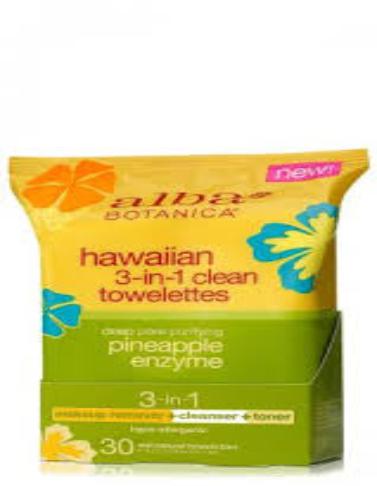 new!
alba
BOTANICA
hawaiian
3-in-1 clean
towelettes
deep pore purifying
pineapple
enzyme
3-in-1
makeup remover + cleanser + toner
hypo-allergenic
30